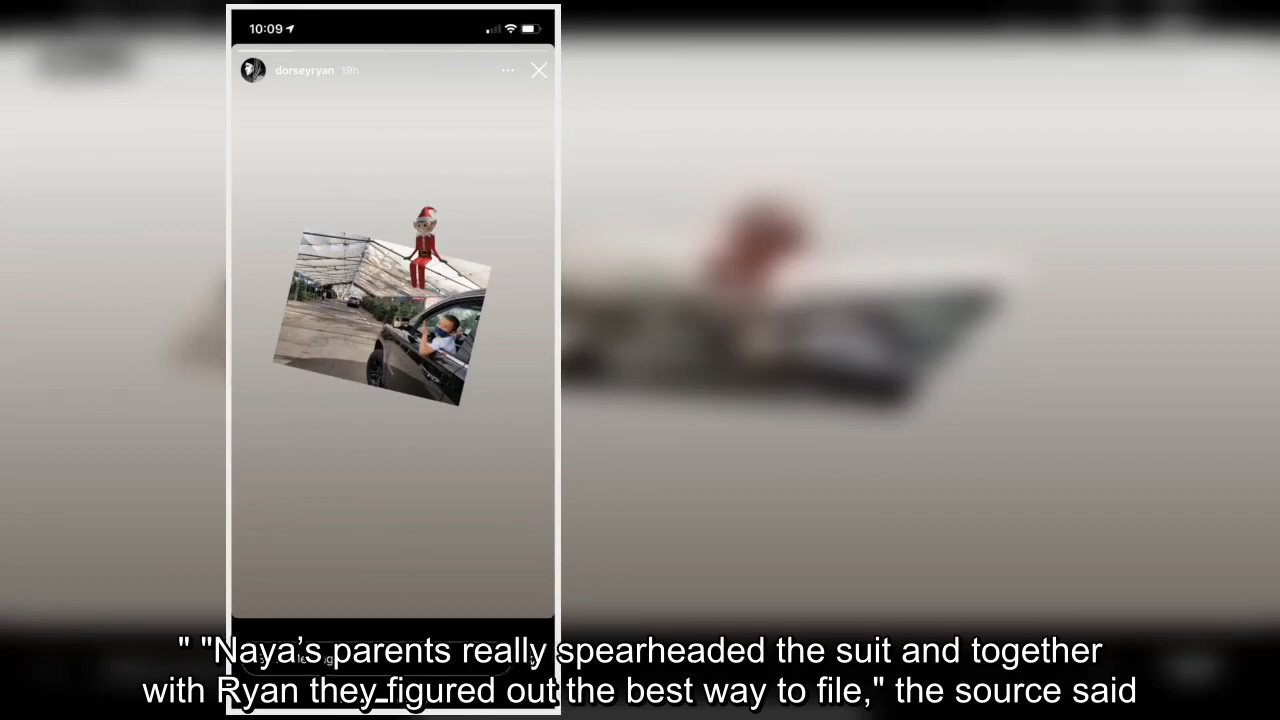 10:09
dorseyryan 19h
" "Naya’s parents really spearheaded the suit and together
with Ryan they figured out the best way to file," the source said